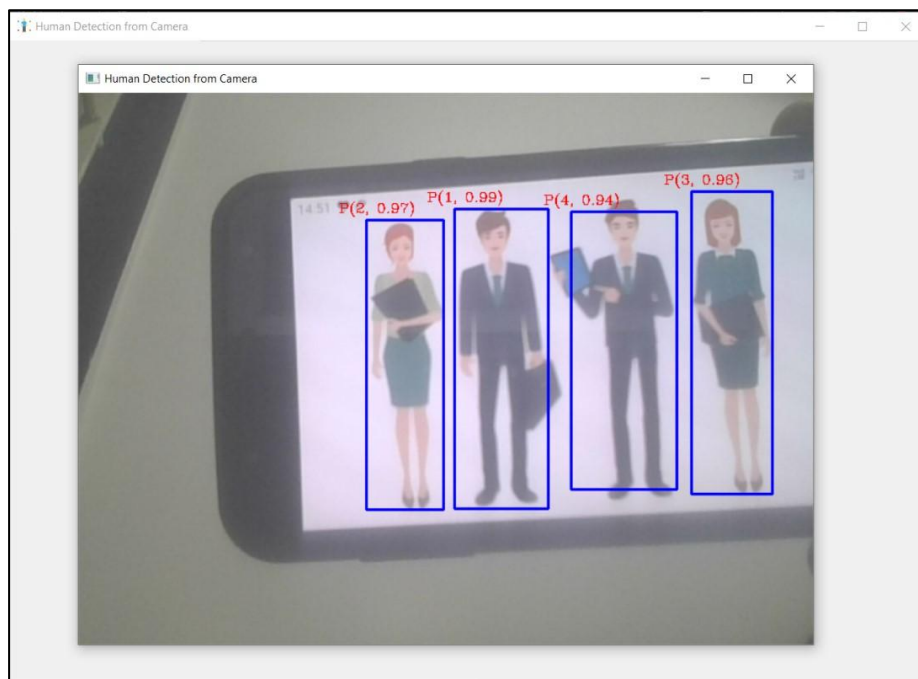 Human Detection from Camera
Human Detection from Camera
14:51
P(2, 0.97)
P(1, 0.99)
P(4, 0.94)
P(3, 0.96)